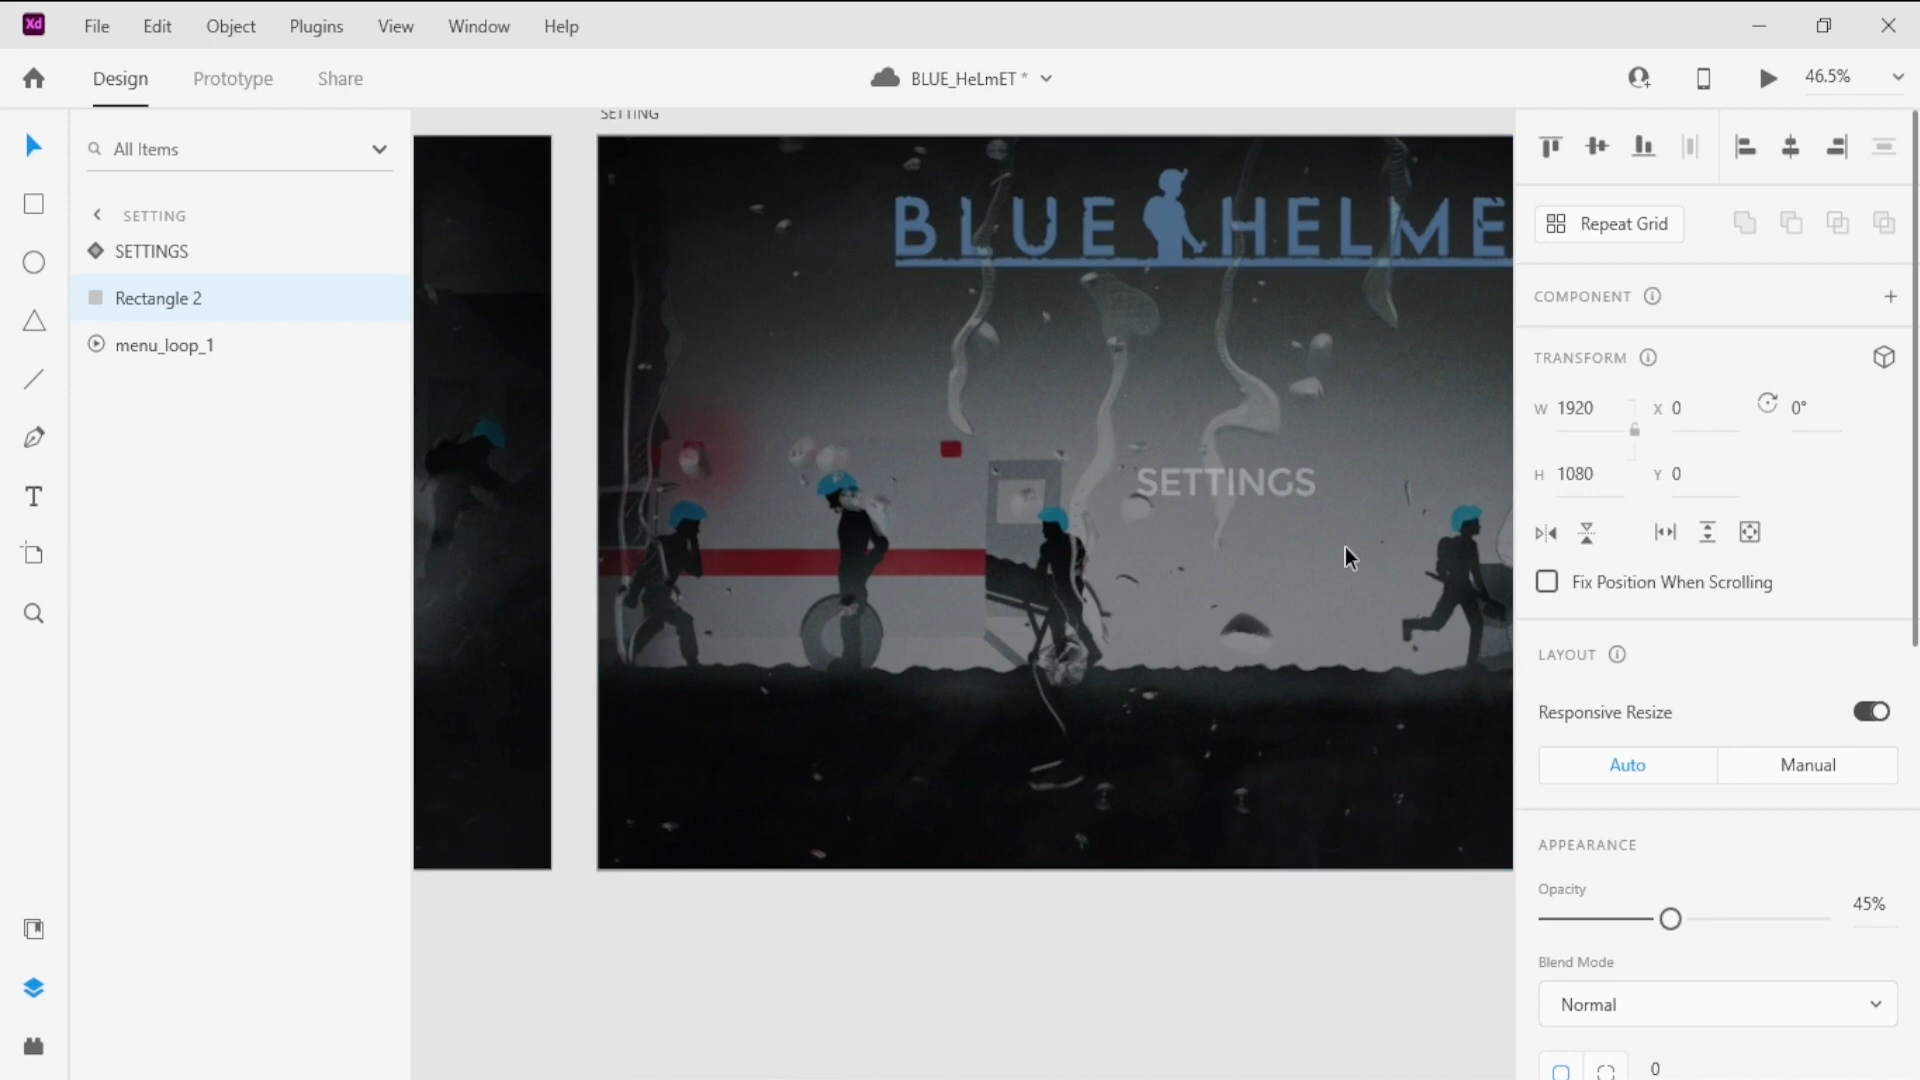 Xd File Edit Object Plugins View Window Help
Design Prototype Share BLUE_HeLmET * 46.5%
All Items
SETTING
SETTINGS
Rectangle 2
menu_loop_1
SETTING
BLUE HELME
SETTINGS
Repeat Grid
COMPONENT
TRANSFORM
W 1920 X 0 0°
H 1080 Y 0
Fix Position When Scrolling
LAYOUT
Responsive Resize
Auto Manual
APPEARANCE
Opacity
45%
Blend Mode
Normal
0